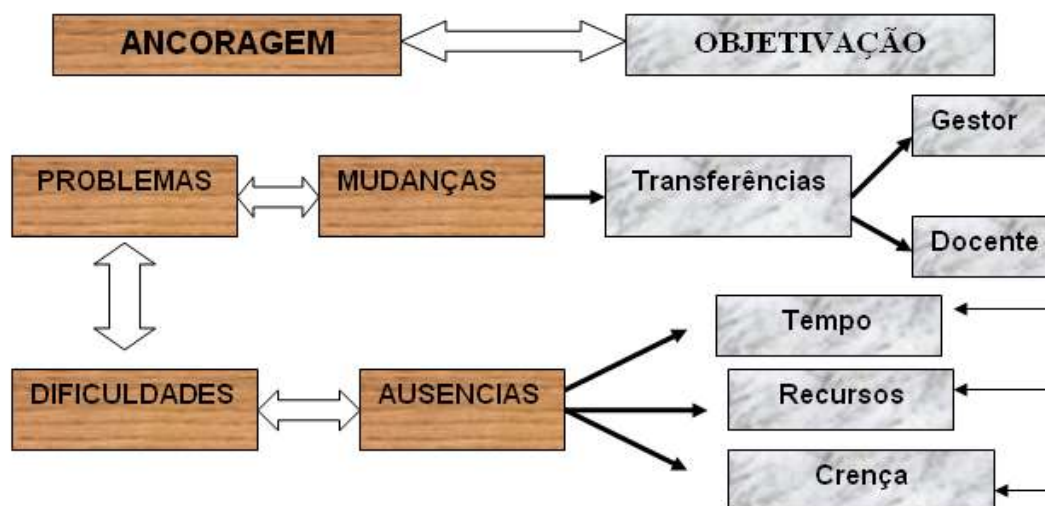 ANCORAGEM
OBJETIVAÇÃO
Gestor
PROBLEMAS
MUDANÇAS
Transferências
Docente
Tempo
DIFICULDADES
AUSENCIAS
Recursos
Crença